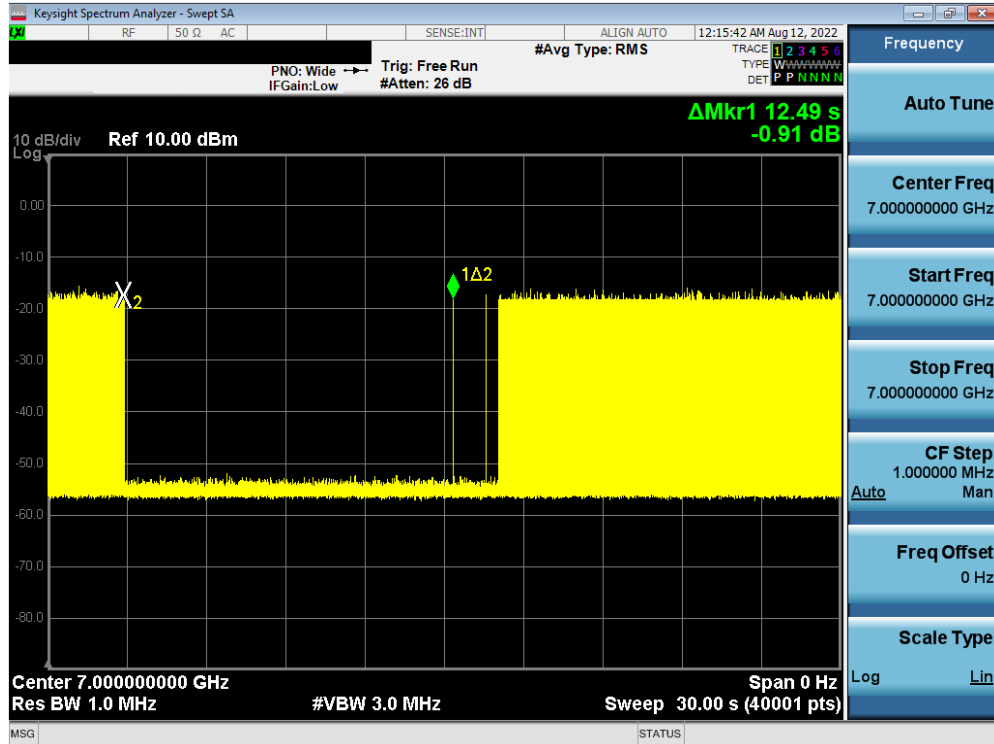 Keysight Spectrum Analyzer - Swept SA
LXI RF 50 Ω AC SENSE:INT ALIGN AUTO 12:15:42 AM Aug 12, 2022
#Avg Type: RMS
TRACE 1 2 3 4 5 6
TYPE WWWWWW
DET P P N N N N
PNO: Wide
IFGain:Low
Trig: Free Run
#Atten: 26 dB
Frequency
Auto Tune
Center Freq
7.000000000 GHz
Start Freq
7.000000000 GHz
Stop Freq
7.000000000 GHz
CF Step
1.000000 MHz
Auto Man
Freq Offset
0 Hz
Scale Type
Log Lin
ΔMkr1 12.49 s
-0.91 dB
10 dB/div Ref 10.00 dBm
Log
0.00
-10.0
-20.0
-30.0
-40.0
-50.0
-60.0
-70.0
-80.0
1Δ2
X2
Center 7.000000000 GHz Span 0 Hz
Res BW 1.0 MHz #VBW 3.0 MHz Sweep 30.00 s (40001 pts)
MSG STATUS